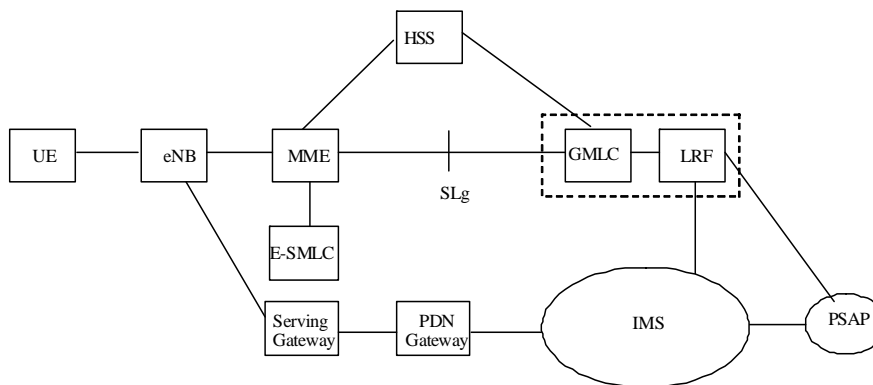 HSS
UE
eNB
MME
GMLC
LRF
SLg
E-SMLC
Serving
Gateway
PDN
Gateway
IMS
PSAP